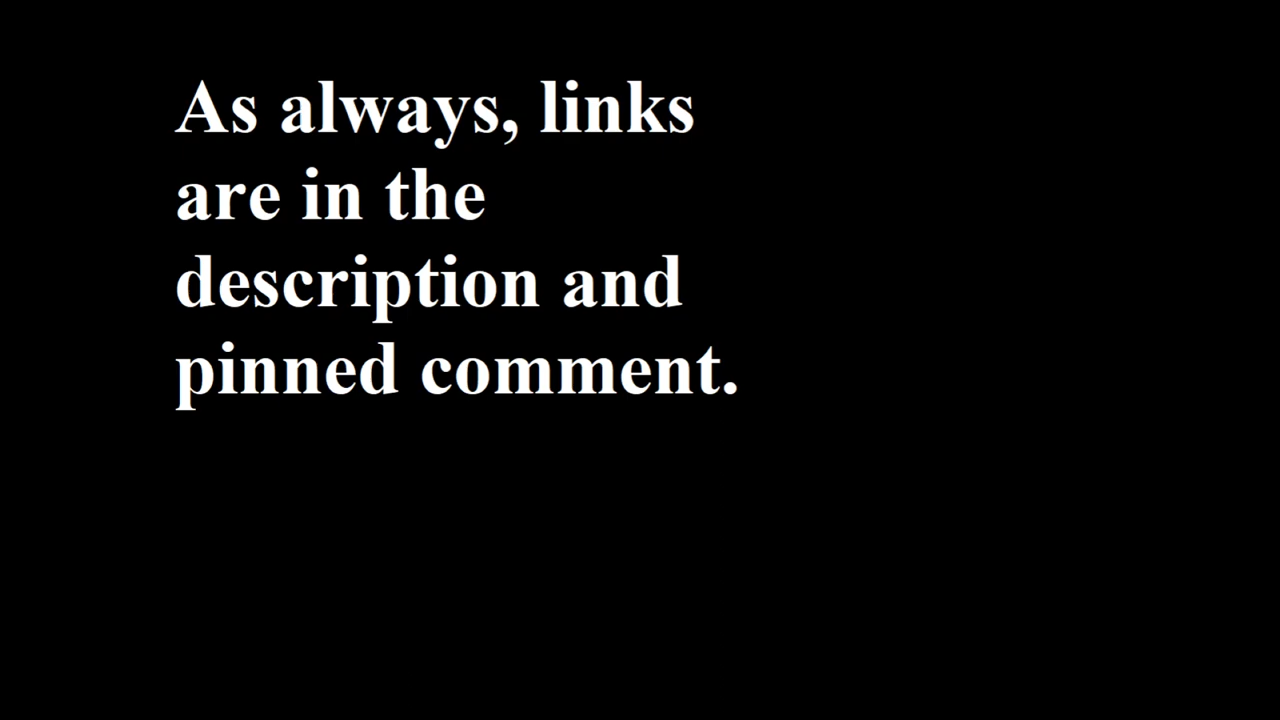 As always, links
are in the
description and
pinned comment.